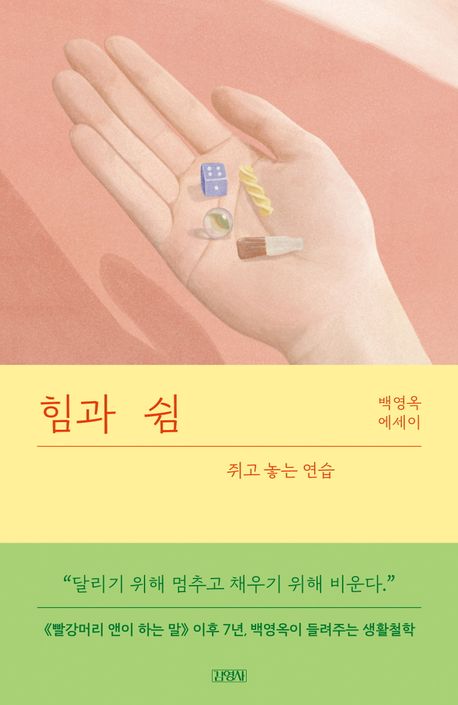 힘과 쉼
백영옥
에세이
쥐고 놓는 연습
“달리기 위해 멈추고 채우기 위해 비운다.”
《빨강머리 앤이 하는 말》 이후 7년, 백영옥이 들려주는 생활철학
김영사